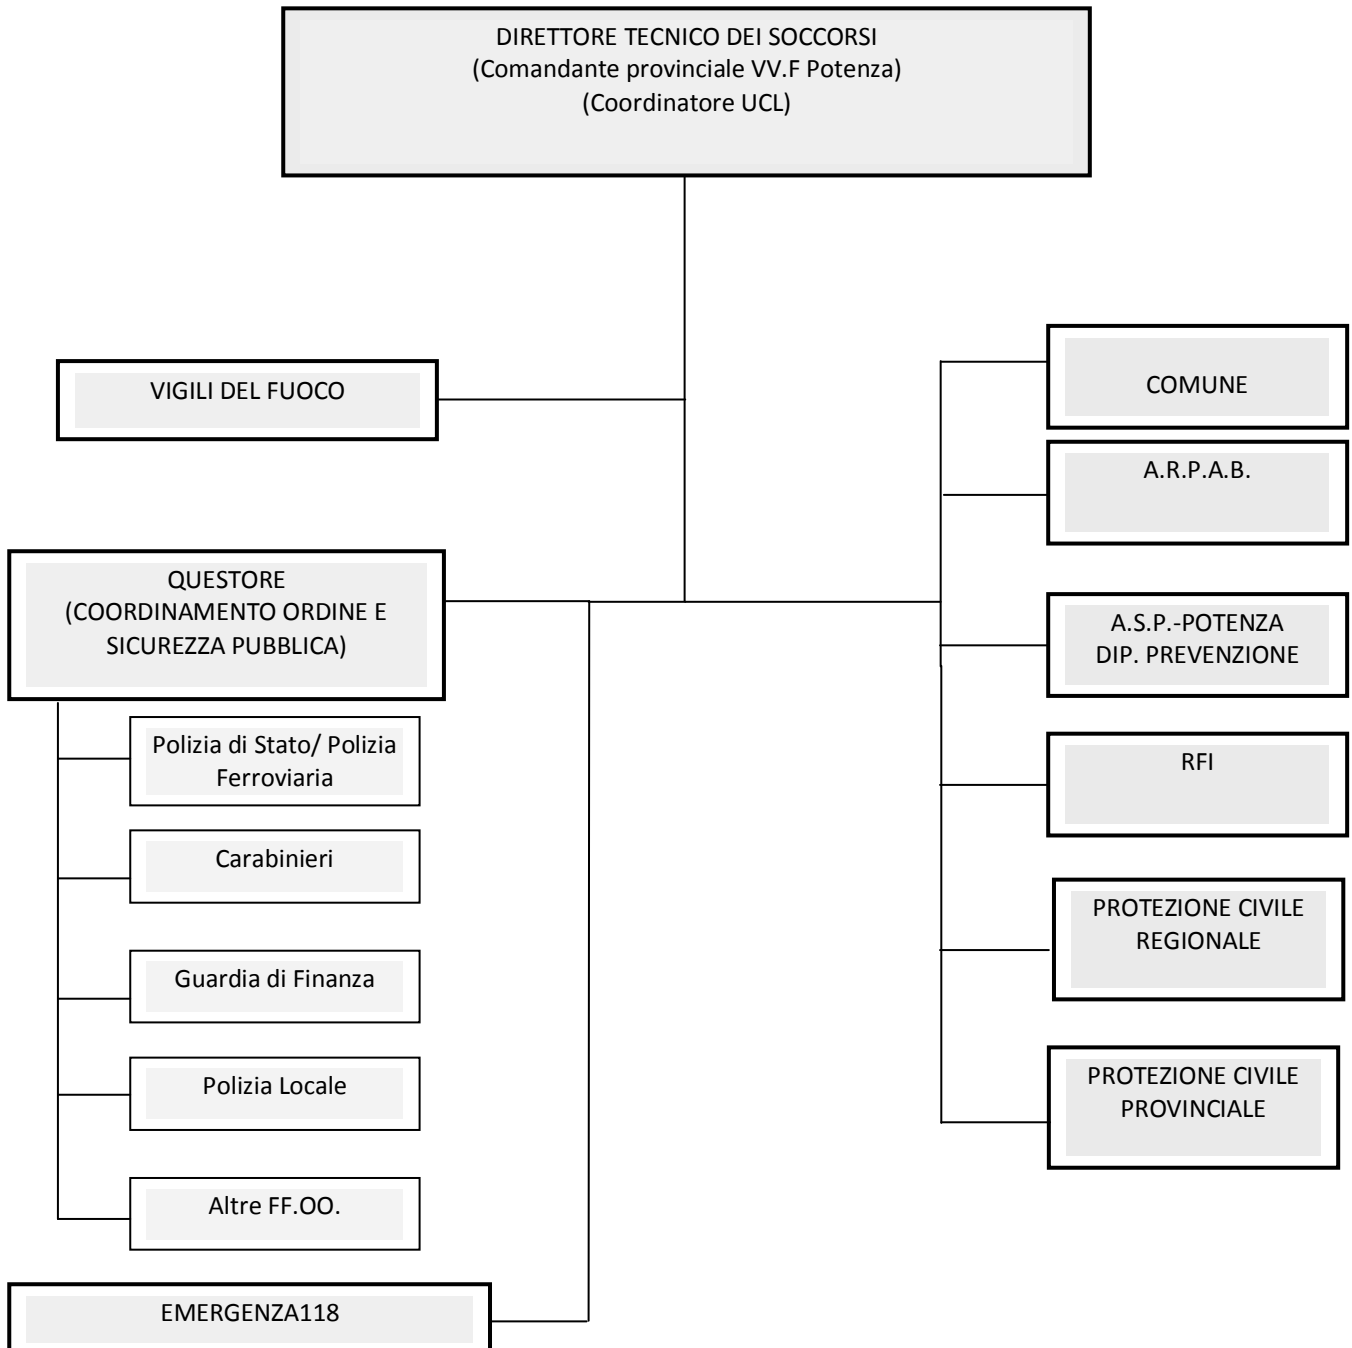 DIRETTORE TECNICO DEI SOCCORSI
(Comandante provinciale VV.F Potenza)
(Coordinatore UCL)
VIGILI DEL FUOCO
COMUNE
A.R.P.A.B.
QUESTORE
(COORDINAMENTO ORDINE E
SICUREZZA PUBBLICA)
A.S.P.-POTENZA
DIP. PREVENZIONE
Polizia di Stato/ Polizia
Ferroviaria
RFI
Carabinieri
PROTEZIONE CIVILE
REGIONALE
Guardia di Finanza
Polizia Locale
PROTEZIONE CIVILE
PROVINCIALE
Altre FF.OO.
EMERGENZA118